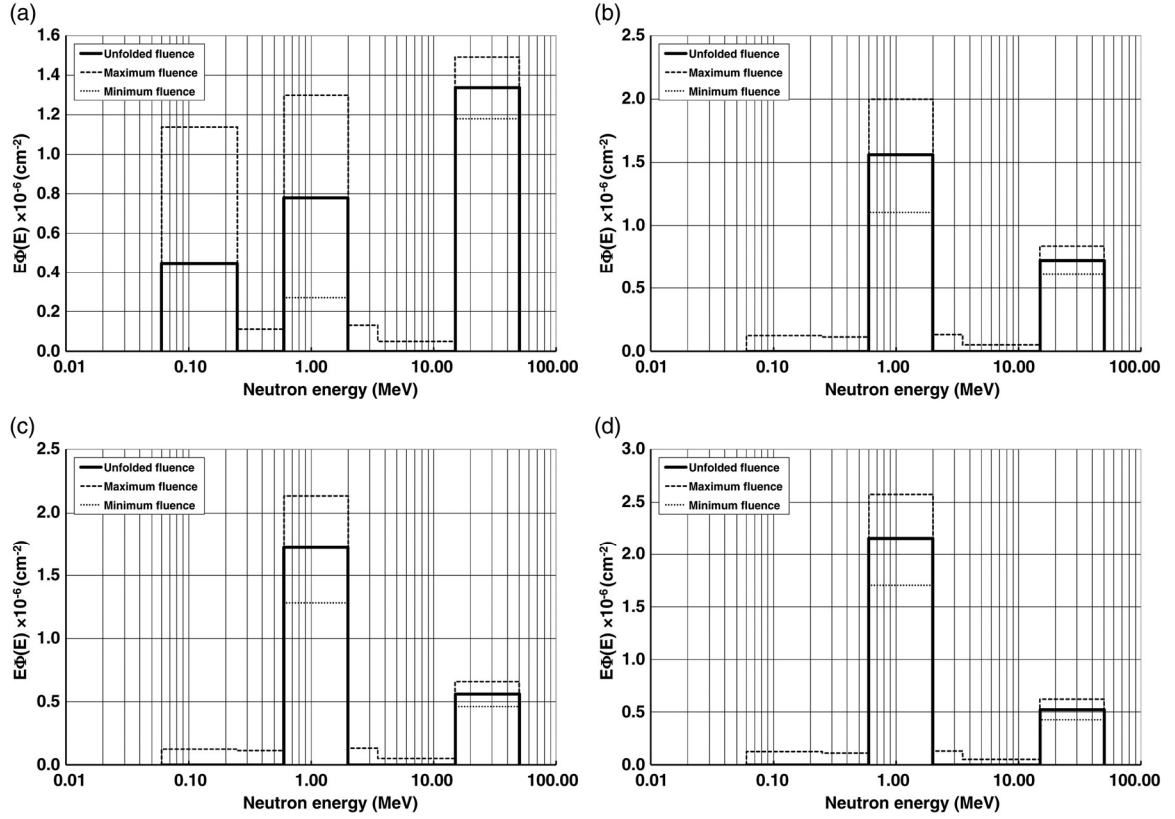 (a)
EΦ(E) ×10⁻⁶(cm⁻²)
1.6
1.4
1.2
1.0
0.8
0.6
0.4
0.2
0.0
Unfolded fluence
Maximum fluence
Minimum fluence
0.01 0.10 1.00 10.00 100.00
Neutron energy (MeV)
(b)
EΦ(E) ×10⁻⁶(cm⁻²)
2.5
2.0
1.5
1.0
0.5
0.0
Unfolded fluence
Maximum fluence
Minimum fluence
0.01 0.10 1.00 10.00 100.00
Neutron energy (MeV)
(c)
EΦ(E) ×10⁻⁶(cm⁻²)
2.5
2.0
1.5
1.0
0.5
0.0
Unfolded fluence
Maximum fluence
Minimum fluence
0.01 0.10 1.00 10.00 100.00
Neutron energy (MeV)
(d)
EΦ(E) ×10⁻⁶(cm⁻²)
3.0
2.5
2.0
1.5
1.0
0.5
0.0
Unfolded fluence
Maximum fluence
Minimum fluence
0.01 0.10 1.00 10.00 100.00
Neutron energy (MeV)